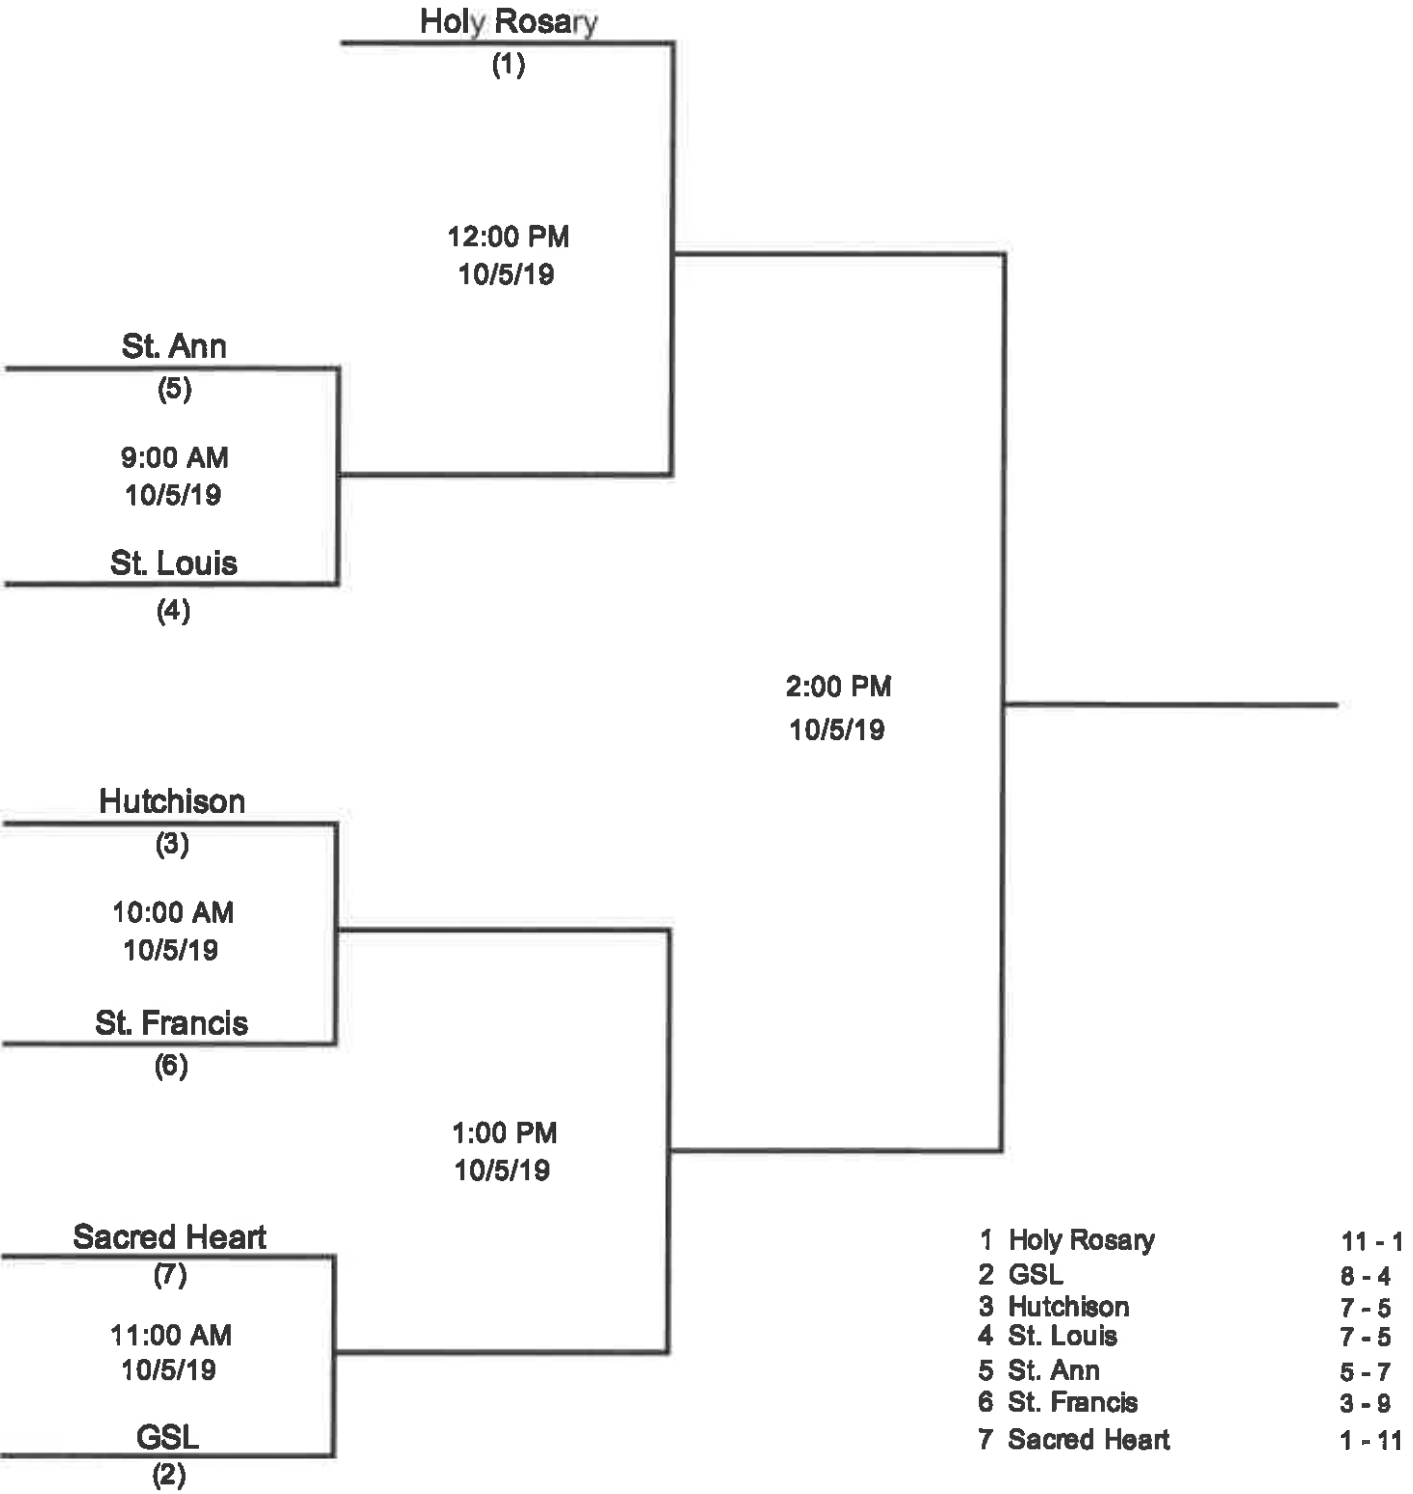 Holy Rosary
(1)
12:00 PM
10/5/19
St. Ann
(5)
9:00 AM
10/5/19
St. Louis
(4)
2:00 PM
10/5/19
Hutchison
(3)
10:00 AM
10/5/19
St. Francis
(6)
1:00 PM
10/5/19
Sacred Heart
(7)
11:00 AM
10/5/19
GSL
(2)
1 Holy Rosary 11 - 1
2 GSL 8 - 4
3 Hutchison 7 - 5
4 St. Louis 7 - 5
5 St. Ann 5 - 7
6 St. Francis 3 - 9
7 Sacred Heart 1 - 11